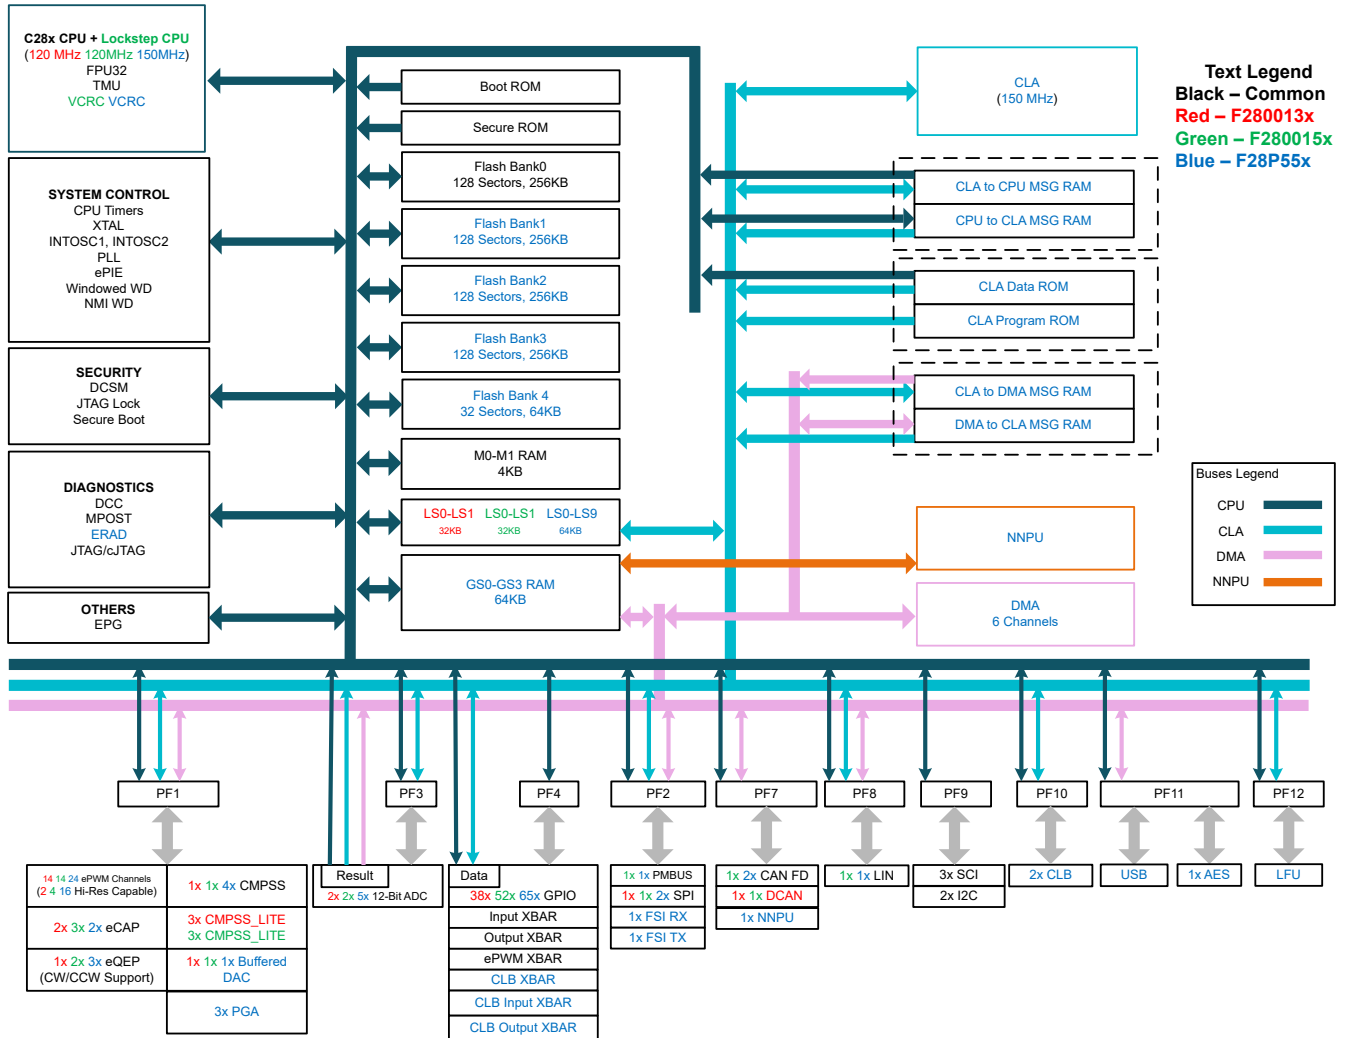 C28x CPU + Lockstep CPU
(120 MHz 120MHz 150MHz)
FPU32
TMU
VCRC VCRC
SYSTEM CONTROL
CPU Timers
XTAL
INTOSC1, INTOSC2
PLL
ePIE
Windowed WD
NMI WD
SECURITY
DCSM
JTAG Lock
Secure Boot
DIAGNOSTICS
DCC
MPOST
ERAD
JTAG/cJTAG
OTHERS
EPG
Boot ROM
Secure ROM
Flash Bank0
128 Sectors, 256KB
Flash Bank1
128 Sectors, 256KB
Flash Bank2
128 Sectors, 256KB
Flash Bank3
128 Sectors, 256KB
Flash Bank 4
32 Sectors, 64KB
M0-M1 RAM
4KB
LS0-LS1 LS0-LS1 LS0-LS9
32KB 32KB 64KB
GS0-GS3 RAM
64KB
CLA
(150 MHz)
CLA to CPU MSG RAM
CPU to CLA MSG RAM
CLA Data ROM
CLA Program ROM
CLA to DMA MSG RAM
DMA to CLA MSG RAM
NNPU
DMA
6 Channels
Text Legend
Black – Common
Red – F280013x
Green – F280015x
Blue – F28P55x
Buses Legend
CPU
CLA
DMA
NNPU
PF1
PF3
PF4
PF2
PF7
PF8
PF9
PF10
PF11
PF12
14 14 24 ePWM Channels
(2 4 16 Hi-Res Capable)
2x 3x 2x eCAP
1x 2x 3x eQEP
(CW/CCW Support)
1x 1x 4x CMPSS
3x CMPSS_LITE
3x CMPSS_LITE
1x 1x 1x Buffered
DAC
3x PGA
Result
2x 2x 5x 12-Bit ADC
Data
38x 52x 65x GPIO
Input XBAR
Output XBAR
ePWM XBAR
CLB XBAR
CLB Input XBAR
CLB Output XBAR
1x 1x PMBUS
1x 1x 2x SPI
1x FSI RX
1x FSI TX
1x 2x CAN FD
1x 1x DCAN
1x NNPU
1x 1x LIN
3x SCI
2x I2C
2x CLB
USB
1x AES
LFU